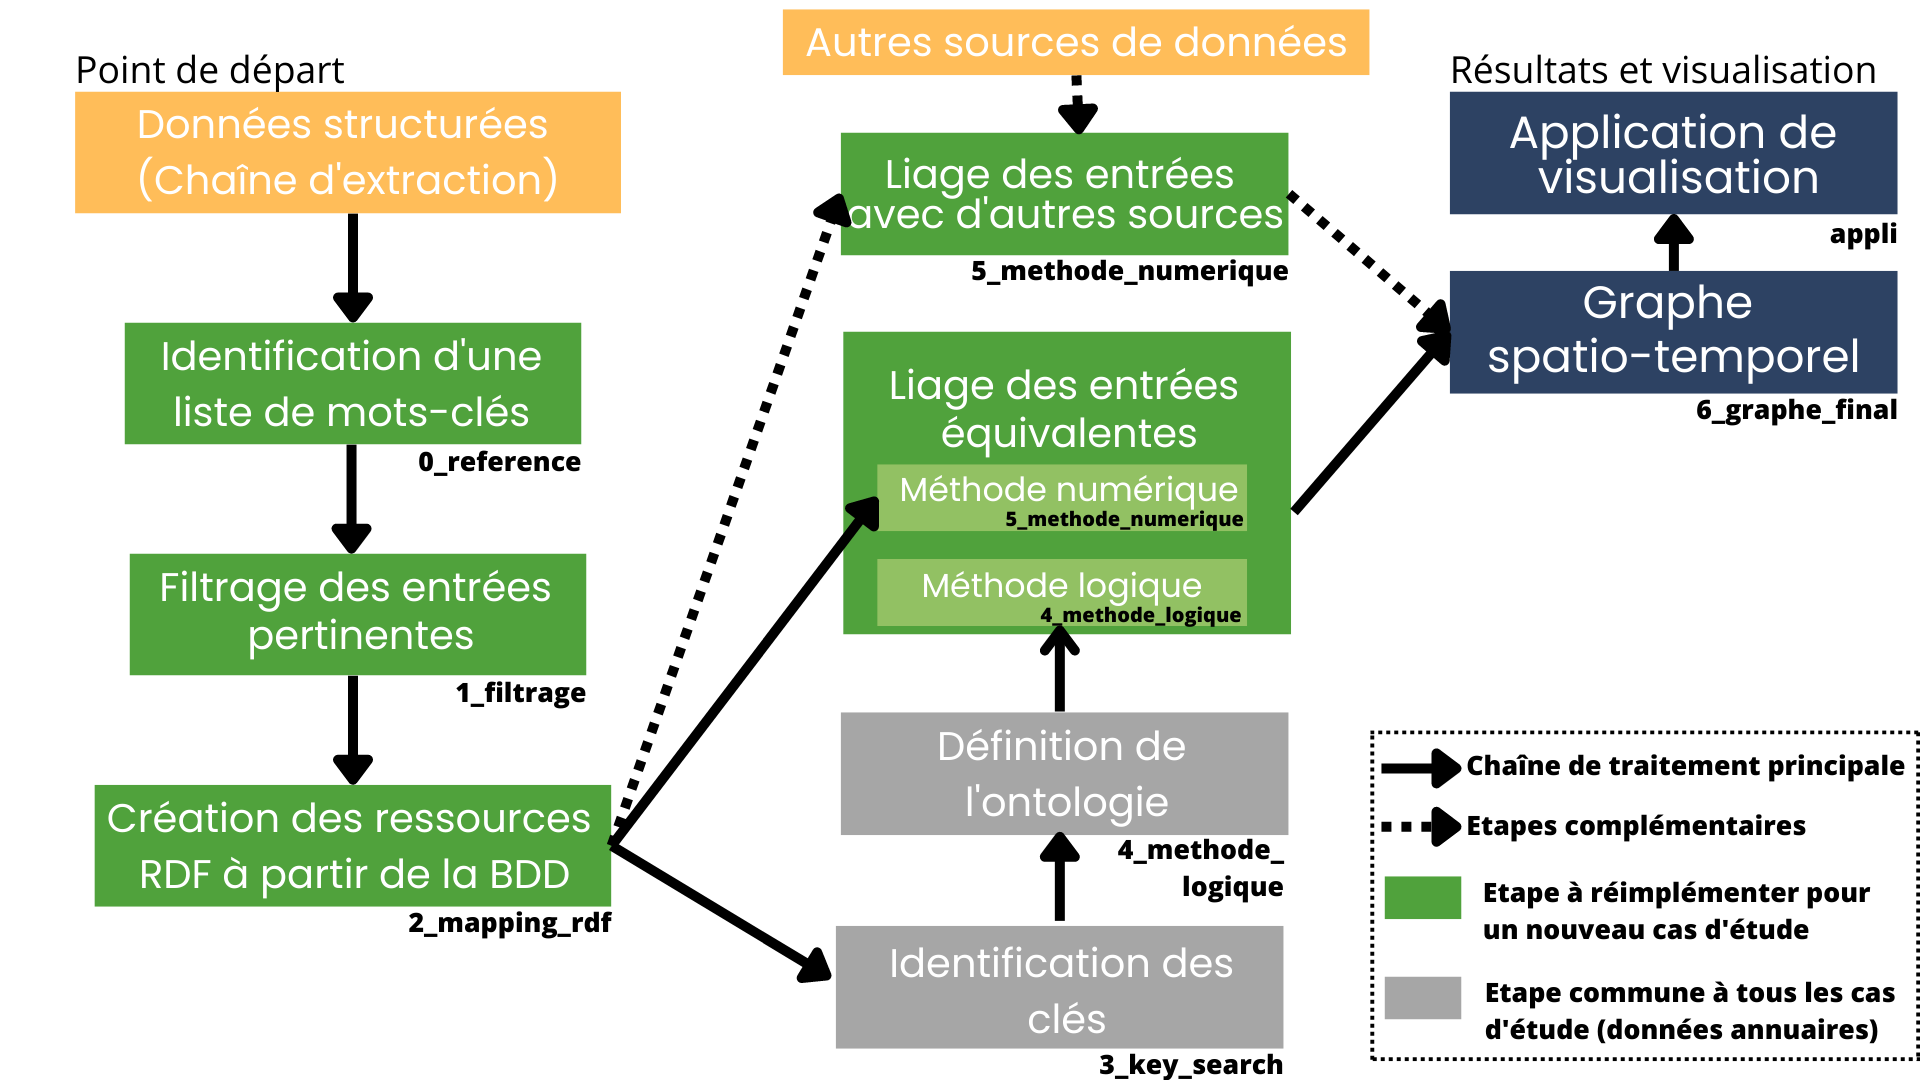 Point de départ
Données structurées
(Chaîne d'extraction)
Identification d'une
liste de mots-clés
0_reference
Filtrage des entrées
pertinentes
1_filtrage
Création des ressources
RDF à partir de la BDD
2_mapping_rdf
Autres sources de données
Liage des entrées
avec d'autres sources
5_methode_numerique
Liage des entrées
équivalentes
Méthode numérique
5_methode_numerique
Méthode logique
4_methode_logique
Définition de
l'ontologie
4_methode_
logique
Identification des
clés
3_key_search
Résultats et visualisation
Application de
visualisation
appli
Graphe
spatio-temporel
6_graphe_final
Chaîne de traitement principale
Etapes complémentaires
Etape à réimplémenter pour
un nouveau cas d'étude
Etape commune à tous les cas
d'étude (données annuaires)